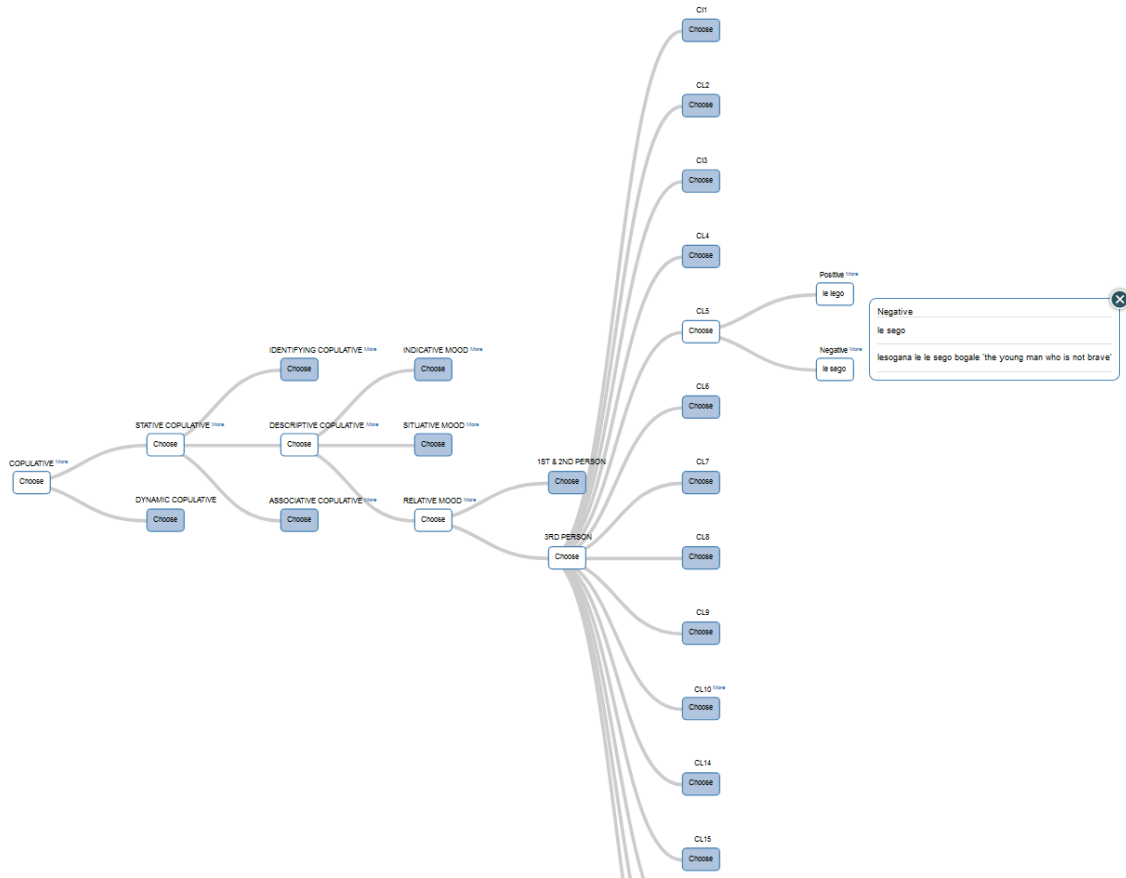 CI1
Choose
CL2
Choose
CI3
Choose
CL4
Choose
Positive More
le lego
CL5
Choose
Negative
le sego
lesogana le le sego bogale 'the young man who is not brave'
Negative More
le sego
IDENTIFYING COPULATIVE More
Choose
INDICATIVE MOOD More
Choose
CL6
Choose
STATIVE COPULATIVE More
Choose
DESCRIPTIVE COPULATIVE More
Choose
SITUATIVE MOOD More
Choose
COPULATIVE More
Choose
1ST & 2ND PERSON
Choose
CL7
Choose
DYNAMIC COPULATIVE
Choose
ASSOCIATIVE COPULATIVE More
Choose
RELATIVE MOOD More
Choose
3RD PERSON
Choose
CL8
Choose
CL9
Choose
CL10 More
Choose
CL14
Choose
CL15
Choose